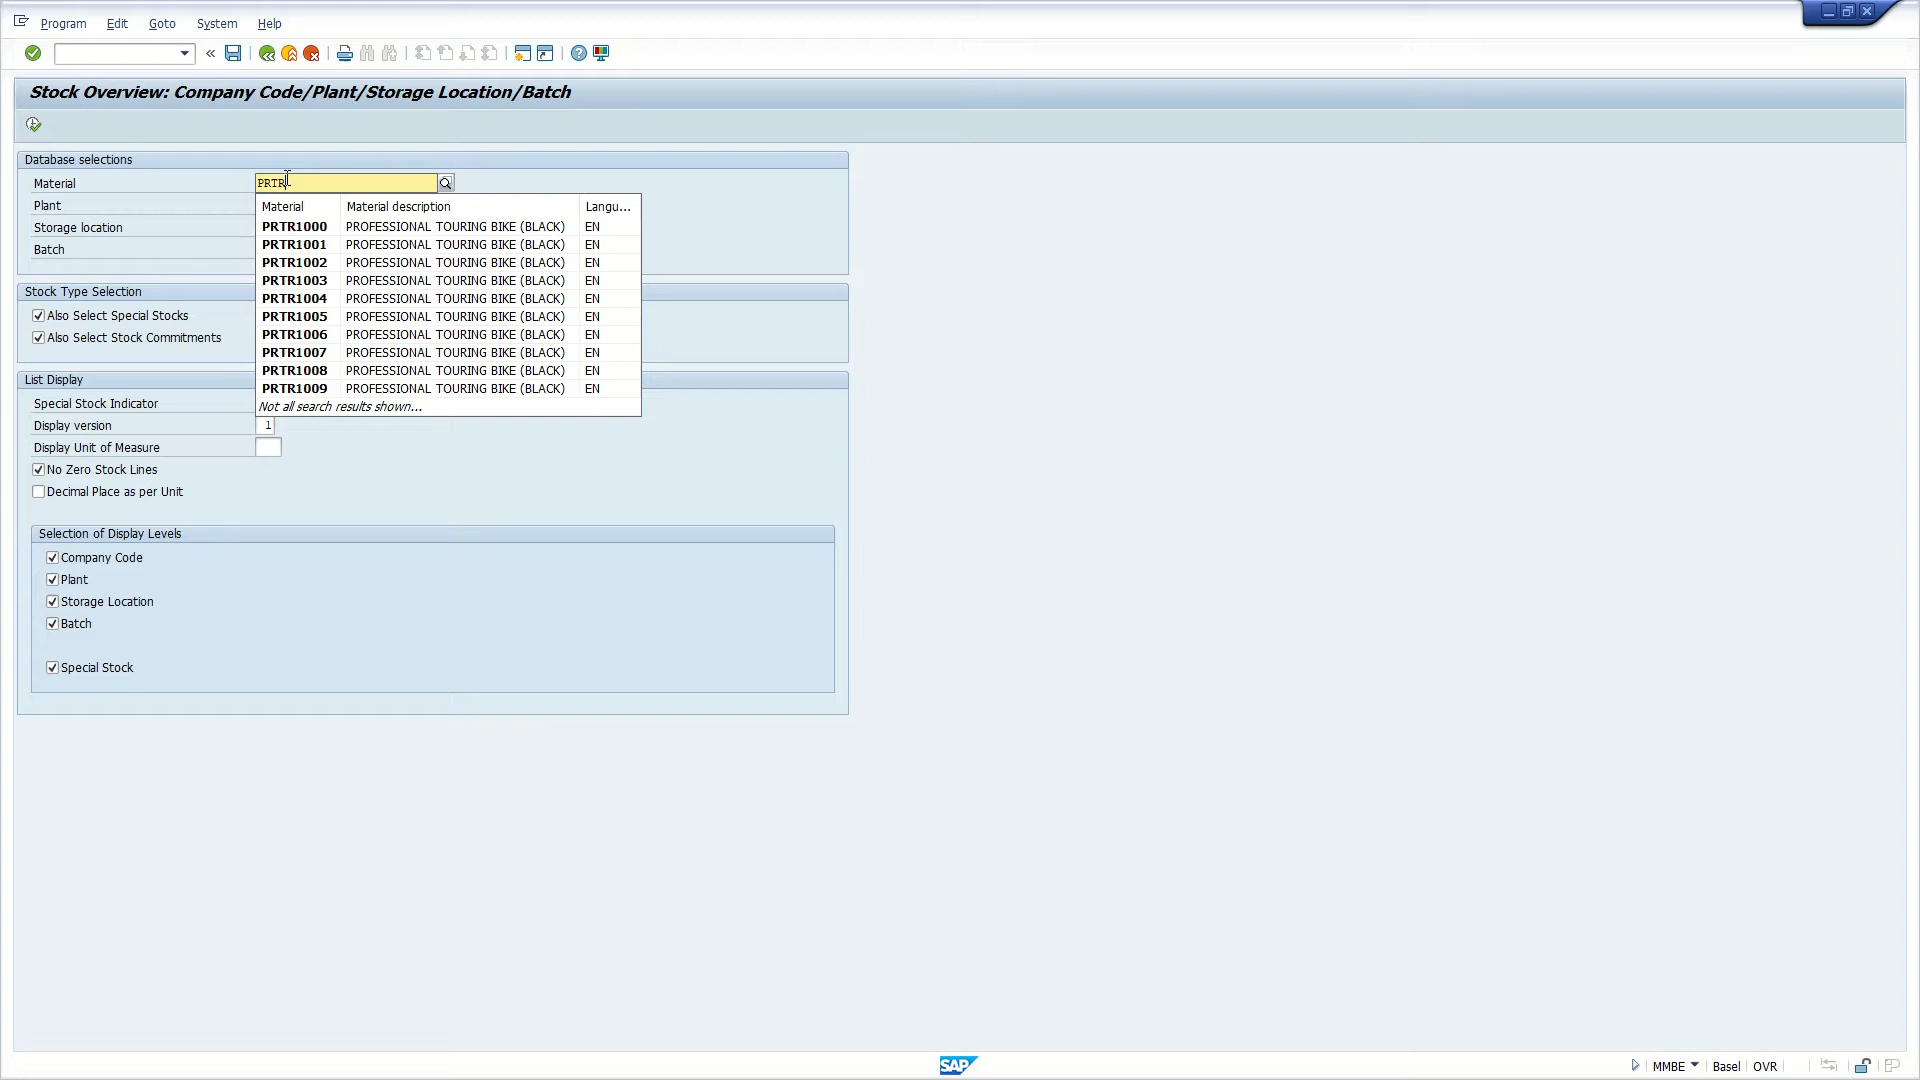 Program Edit Goto System Help
Stock Overview: Company Code/Plant/Storage Location/Batch
Database selections
Material PRTR
Plant
Storage location
Batch
Material Material description Langu...
PRTR1000 PROFESSIONAL TOURING BIKE (BLACK) EN
PRTR1001 PROFESSIONAL TOURING BIKE (BLACK) EN
PRTR1002 PROFESSIONAL TOURING BIKE (BLACK) EN
PRTR1003 PROFESSIONAL TOURING BIKE (BLACK) EN
PRTR1004 PROFESSIONAL TOURING BIKE (BLACK) EN
PRTR1005 PROFESSIONAL TOURING BIKE (BLACK) EN
PRTR1006 PROFESSIONAL TOURING BIKE (BLACK) EN
PRTR1007 PROFESSIONAL TOURING BIKE (BLACK) EN
PRTR1008 PROFESSIONAL TOURING BIKE (BLACK) EN
PRTR1009 PROFESSIONAL TOURING BIKE (BLACK) EN
Not all search results shown...
Stock Type Selection
Also Select Special Stocks
Also Select Stock Commitments
List Display
Special Stock Indicator
Display version 1
Display Unit of Measure
No Zero Stock Lines
Decimal Place as per Unit
Selection of Display Levels
Company Code
Plant
Storage Location
Batch
Special Stock
SAP MMBE Basel OVR